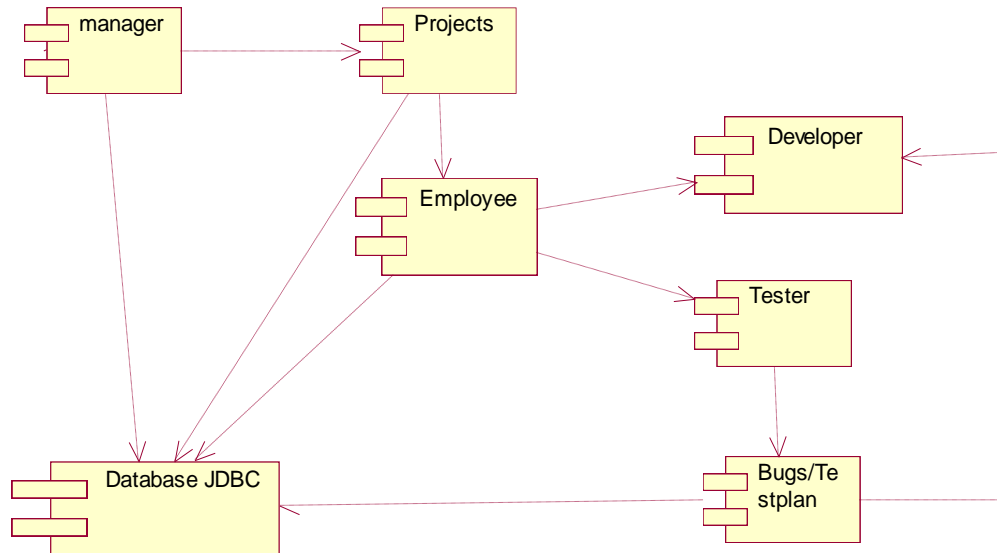 manager
Projects
Developer
Employee
Tester
Database JDBC
Bugs/Te
stplan